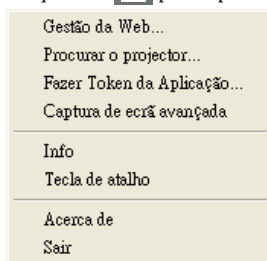 Gestão da Web...
Procurar o projector...
Fazer Token da Aplicação...
Captura de ecrã avançada
Info
Tecla de atalho
Acerca de
Sair